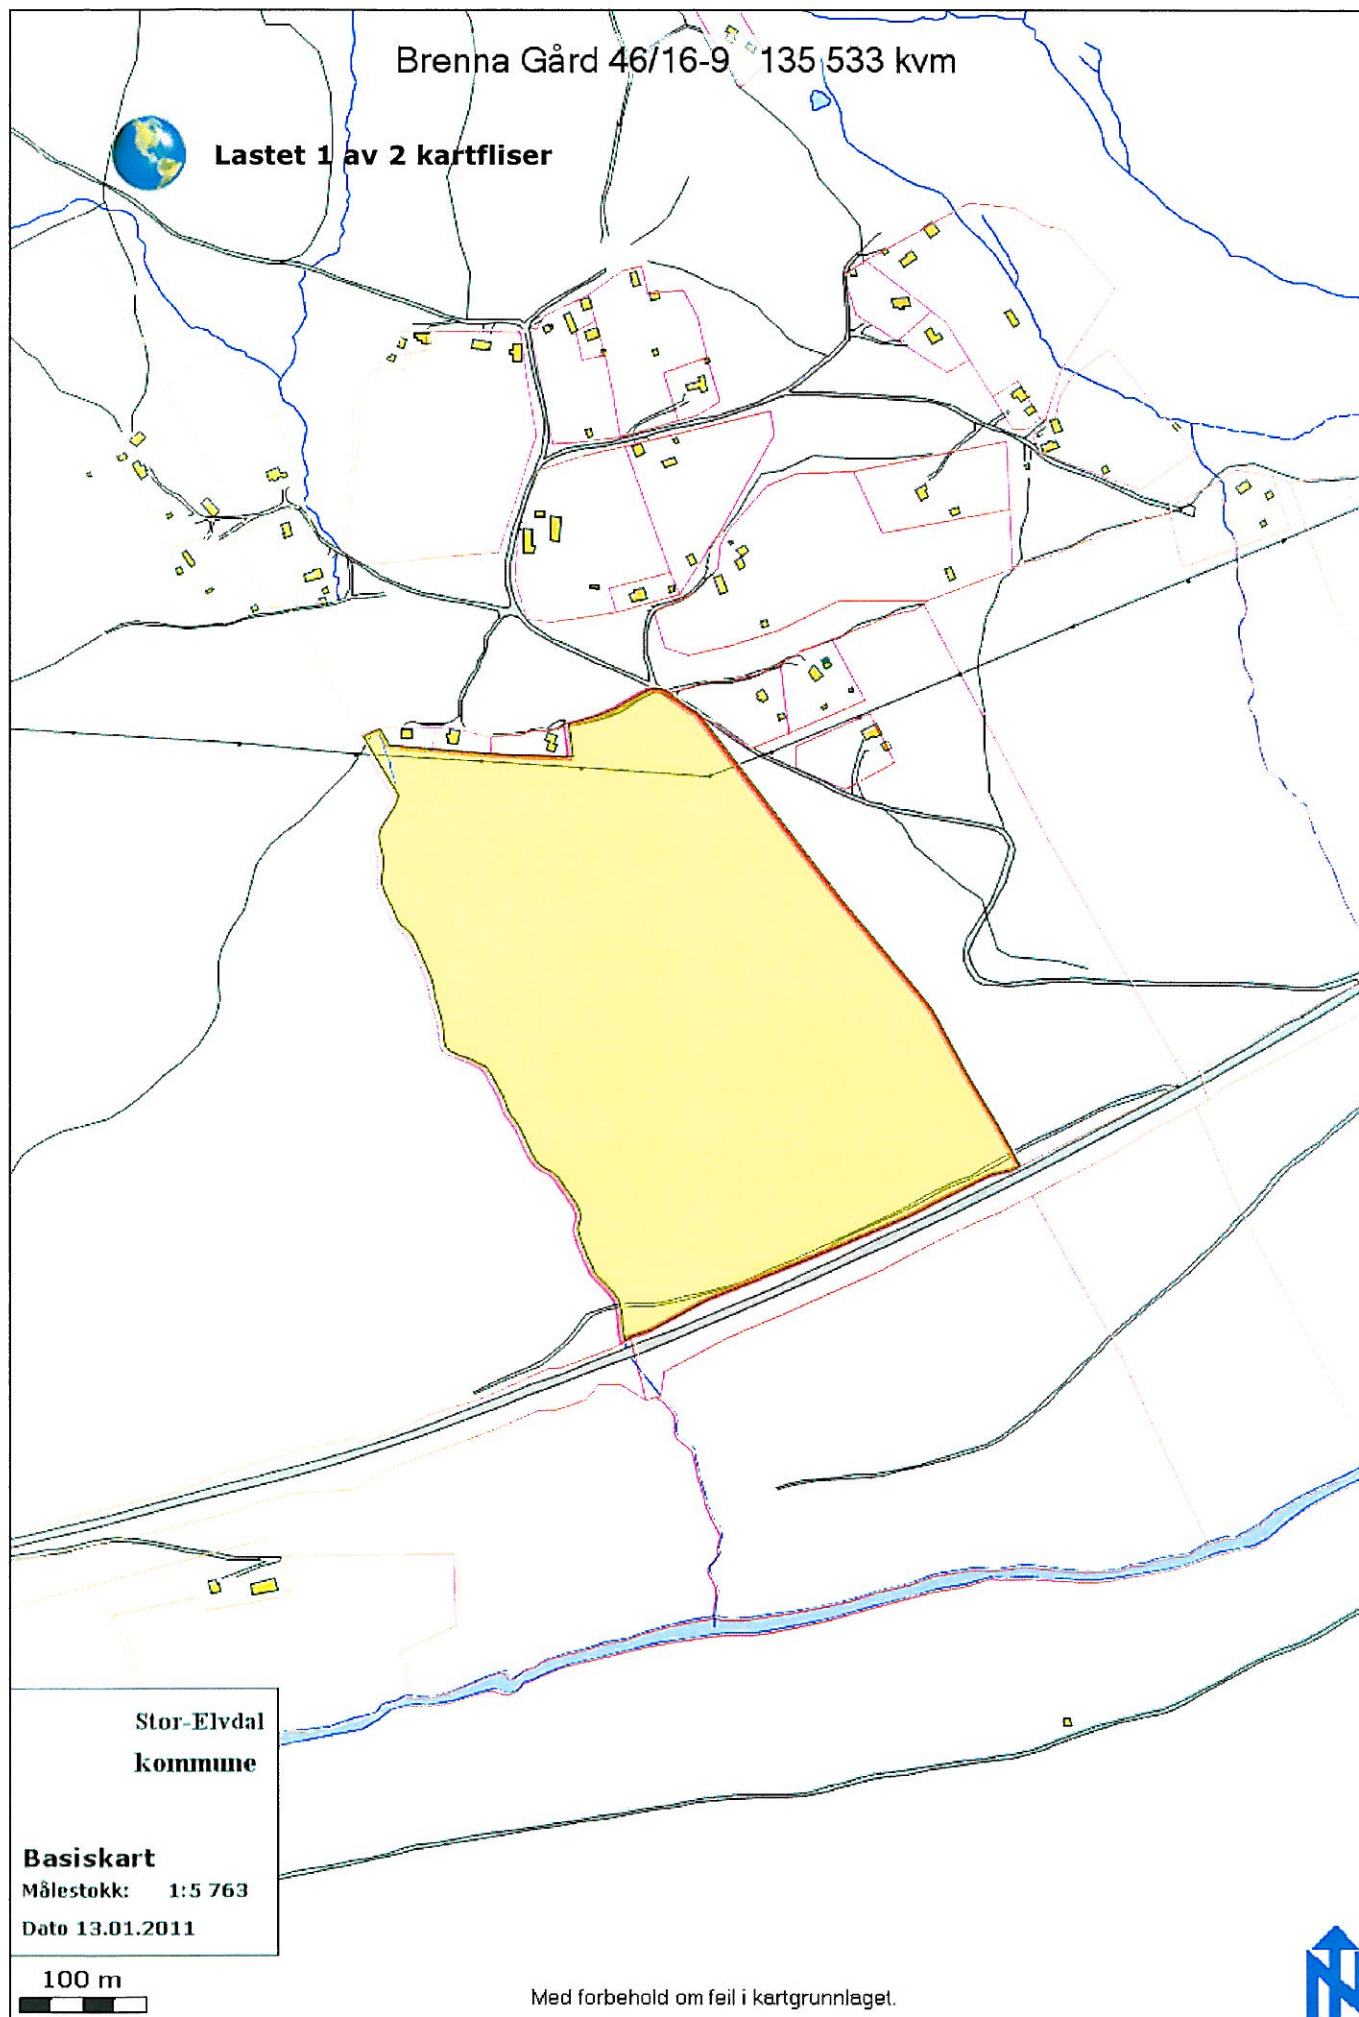 Brenna Gård 46/16-9 135 533 kvm
Lastet 1 av 2 kartfliser
Stor-Elvdal
kommune
Basiskart
Målestokk: 1:5 763
Dato 13.01.2011
100 m
Med forbehold om feil i kartgrunnlaget.
N